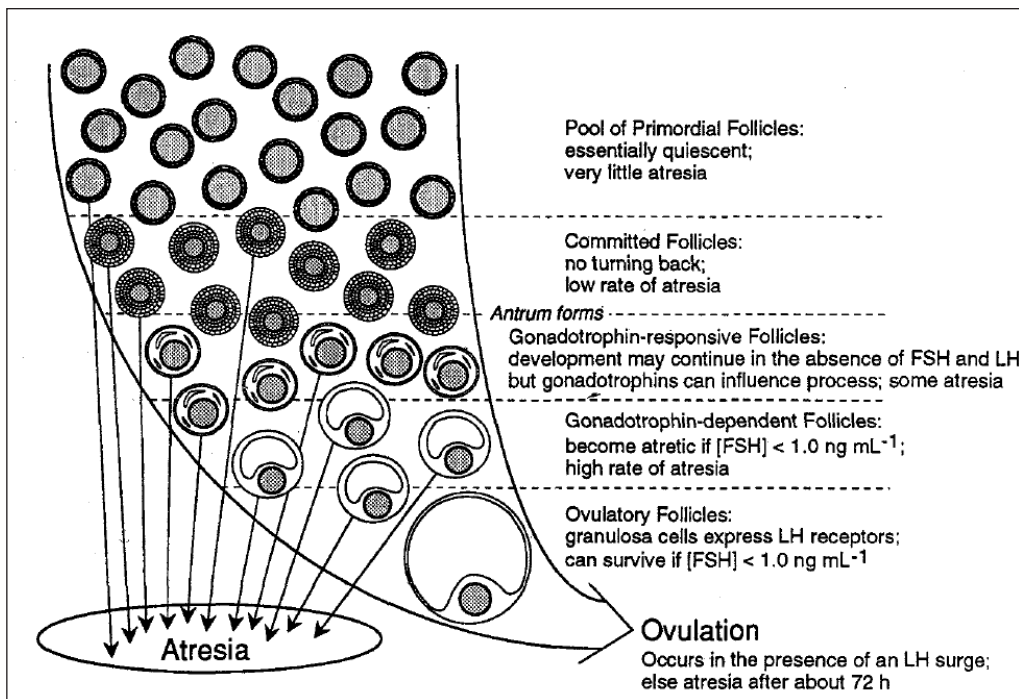 Pool of Primordial Follicles:
essentially quiescent;
very little atresia
Committed Follicles:
no turning back;
low rate of atresia
Antrum forms
Gonadotrophin-responsive Follicles:
development may continue in the absence of FSH and LH
but gonadotrophins can influence process; some atresia
Gonadotrophin-dependent Follicles:
become atretic if [FSH] < 1.0 ng mL⁻¹;
high rate of atresia
Ovulatory Follicles:
granulosa cells express LH receptors;
can survive if [FSH] < 1.0 ng mL⁻¹
Atresia
Ovulation
Occurs in the presence of an LH surge;
else atresia after about 72 h